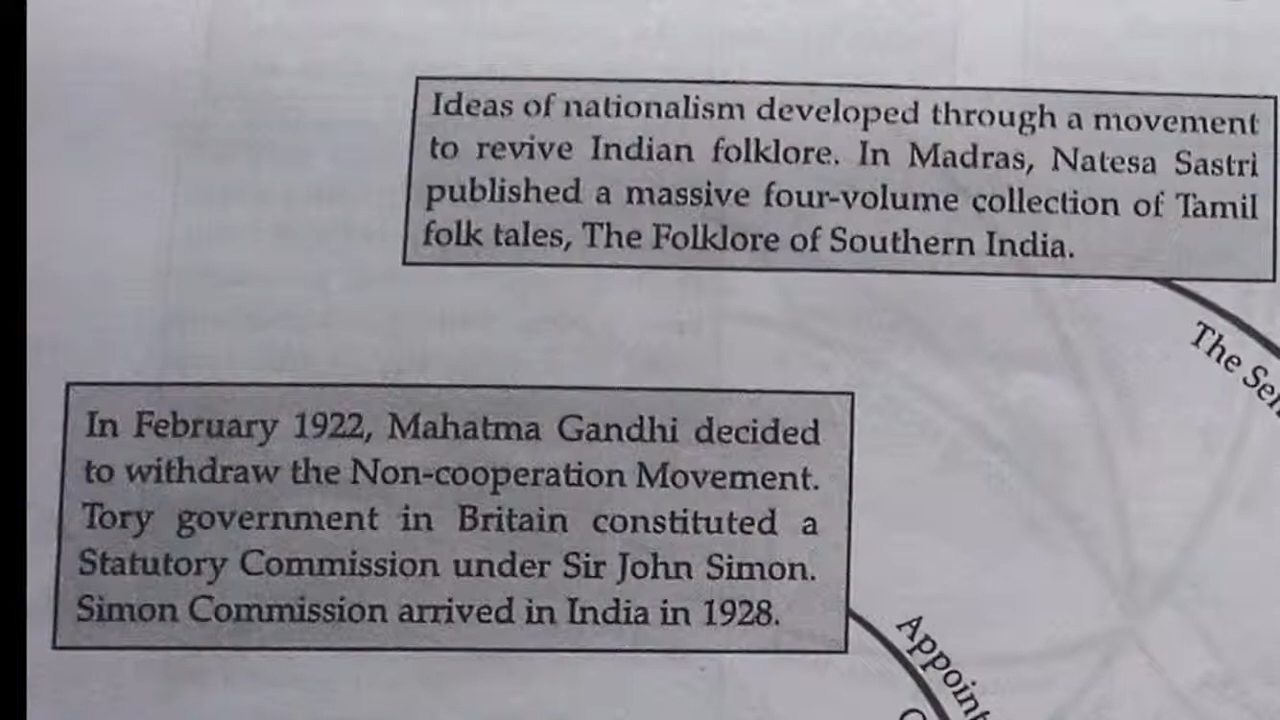 Ideas of nationalism developed through a movement
to revive Indian folklore. In Madras, Natesa Sastri
published a massive four-volume collection of Tamil
folk tales, The Folklore of Southern India.
The
In February 1922, Mahatma Gandhi decided
to withdraw the Non-cooperation Movement.
Tory government in Britain constituted a
Statutory Commission under Sir John Simon.
Simon Commission arrived in India in 1928.